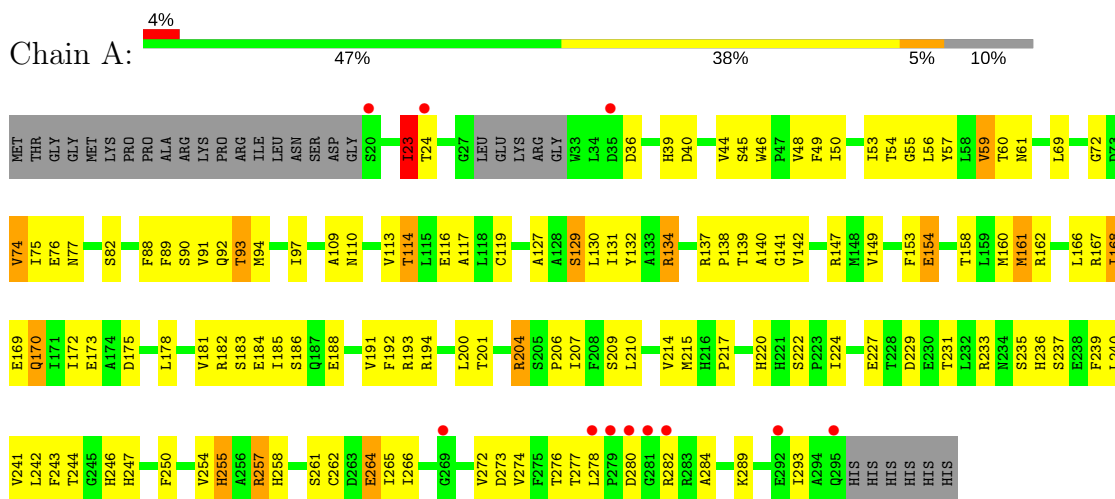 4%
Chain A:
47% 38% 5% 10%
MET THR GLY GLY MET LYS PRO PRO ALA ARG LYS PRO ARG ILE LEU ASN SER ASP GLY S20 I23 T24 G27 LEU GLU LYS ARG GLY W33 L34 D35 D36 H39 D40 V44 S45 W46 P47 V48 F49 I50 I53 T54 G55 L56 Y57 L58 V59 T60 N61 L69 G72 D73
V74 I75 E76 N77 S82 F88 F89 S90 V91 Q92 T93 M94 I97 A109 N110 V113 T114 L115 E116 A117 L118 C119 A127 A128 S129 L130 I131 Y132 A133 R134 R137 P138 T139 A140 G141 V142 R147 M148 V149 F153 E154 T158 L159 M160 M161 R162 L166 R167 I168
E169 Q170 I171 I172 E173 A174 D175 L178 V181 R182 S183 E184 I185 S186 Q187 E188 V191 F192 R193 R194 L200 T201 R204 S205 P206 I207 F208 S209 L210 V214 M215 H216 P217 H220 H221 S222 P223 I224 E227 T228 D229 E230 T231 L232 R233 N234 S235 H236 S237 E238 F239 L240
V241 L242 F243 T244 G245 H246 H247 F250 V254 H255 A256 R257 H258 S261 C262 D263 E264 I265 I266 G269 V272 D273 V274 F275 T276 T277 L278 P279 D280 G281 R282 R283 A284 K289 E292 I293 A294 Q295 HIS HIS HIS HIS HIS HIS